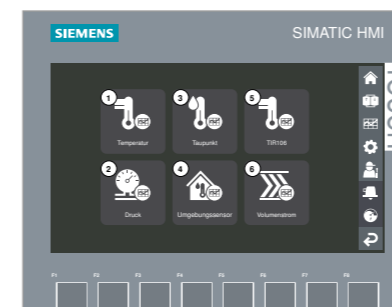 SIEMENS
SIMATIC HMI
1
3
5
Temperatur
Taupunkt
TIR106
2
4
6
Druck
Umgebungssensor
Volumenstrom
F1 F2 F3 F4 F5 F6 F7 F8